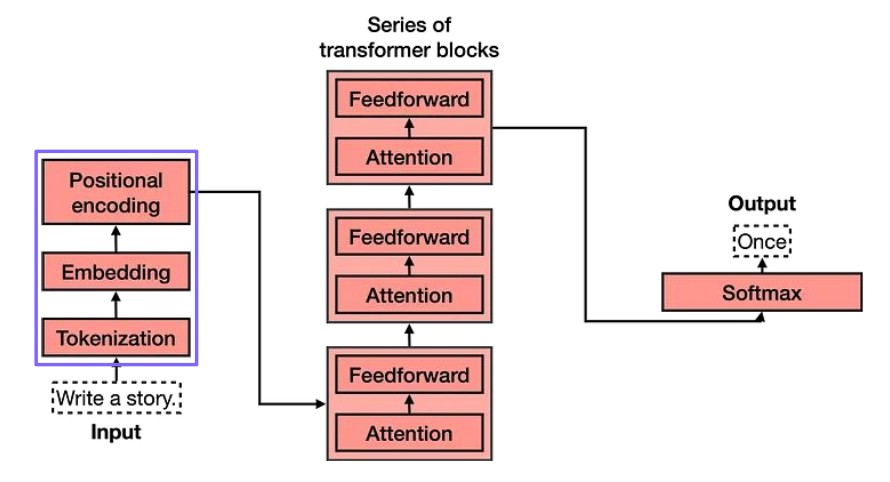 Series of
transformer blocks
Feedforward
Attention
Feedforward
Attention
Feedforward
Attention
Positional
encoding
Embedding
Tokenization
Write a story.
Input
Output
Once
Softmax